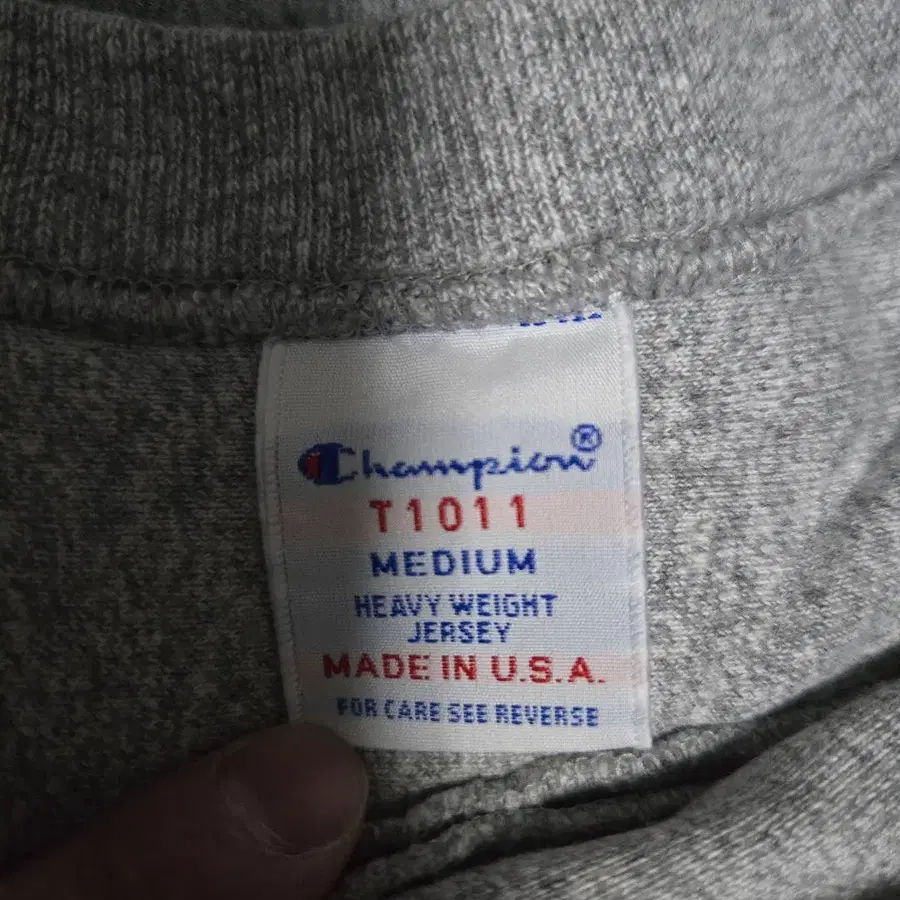 Champion®
T1011
MEDIUM
HEAVY WEIGHT
JERSEY
MADE IN U.S.A.
FOR CARE SEE REVERSE